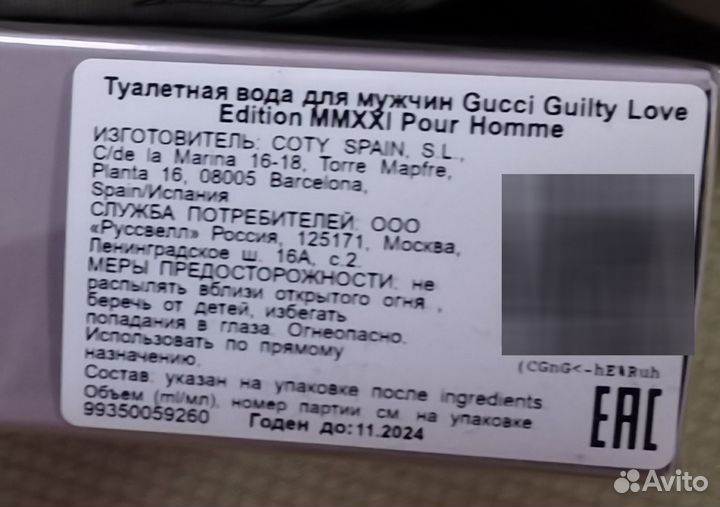 Туалетная вода для мужчин Gucci Guilty Love
Edition MMXXI Pour Homme
ИЗГОТОВИТЕЛЬ: COTY SPAIN, S.L.,
C/de la Marina 16-18, Torre Mapfre,
Planta 16, 08005 Barcelona,
Spain/Испания
СЛУЖБА ПОТРЕБИТЕЛЕЙ: ООО
«Руссвелл» Россия, 125171, Москва,
Ленинградское ш. 16А, с.2.
МЕРЫ ПРЕДОСТОРОЖНОСТИ: не
распылять вблизи открытого огня ,
беречь от детей, избегать
попадания в глаза. Огнеопасно.
Использовать по прямому
назначению.
(CGnG<-hE%Ruh
Состав: указан на упаковке после ingredients
Объем (ml/мл), номер партии см. на упаковке
99350059260 Годен до:11.2024
EAC
Avito